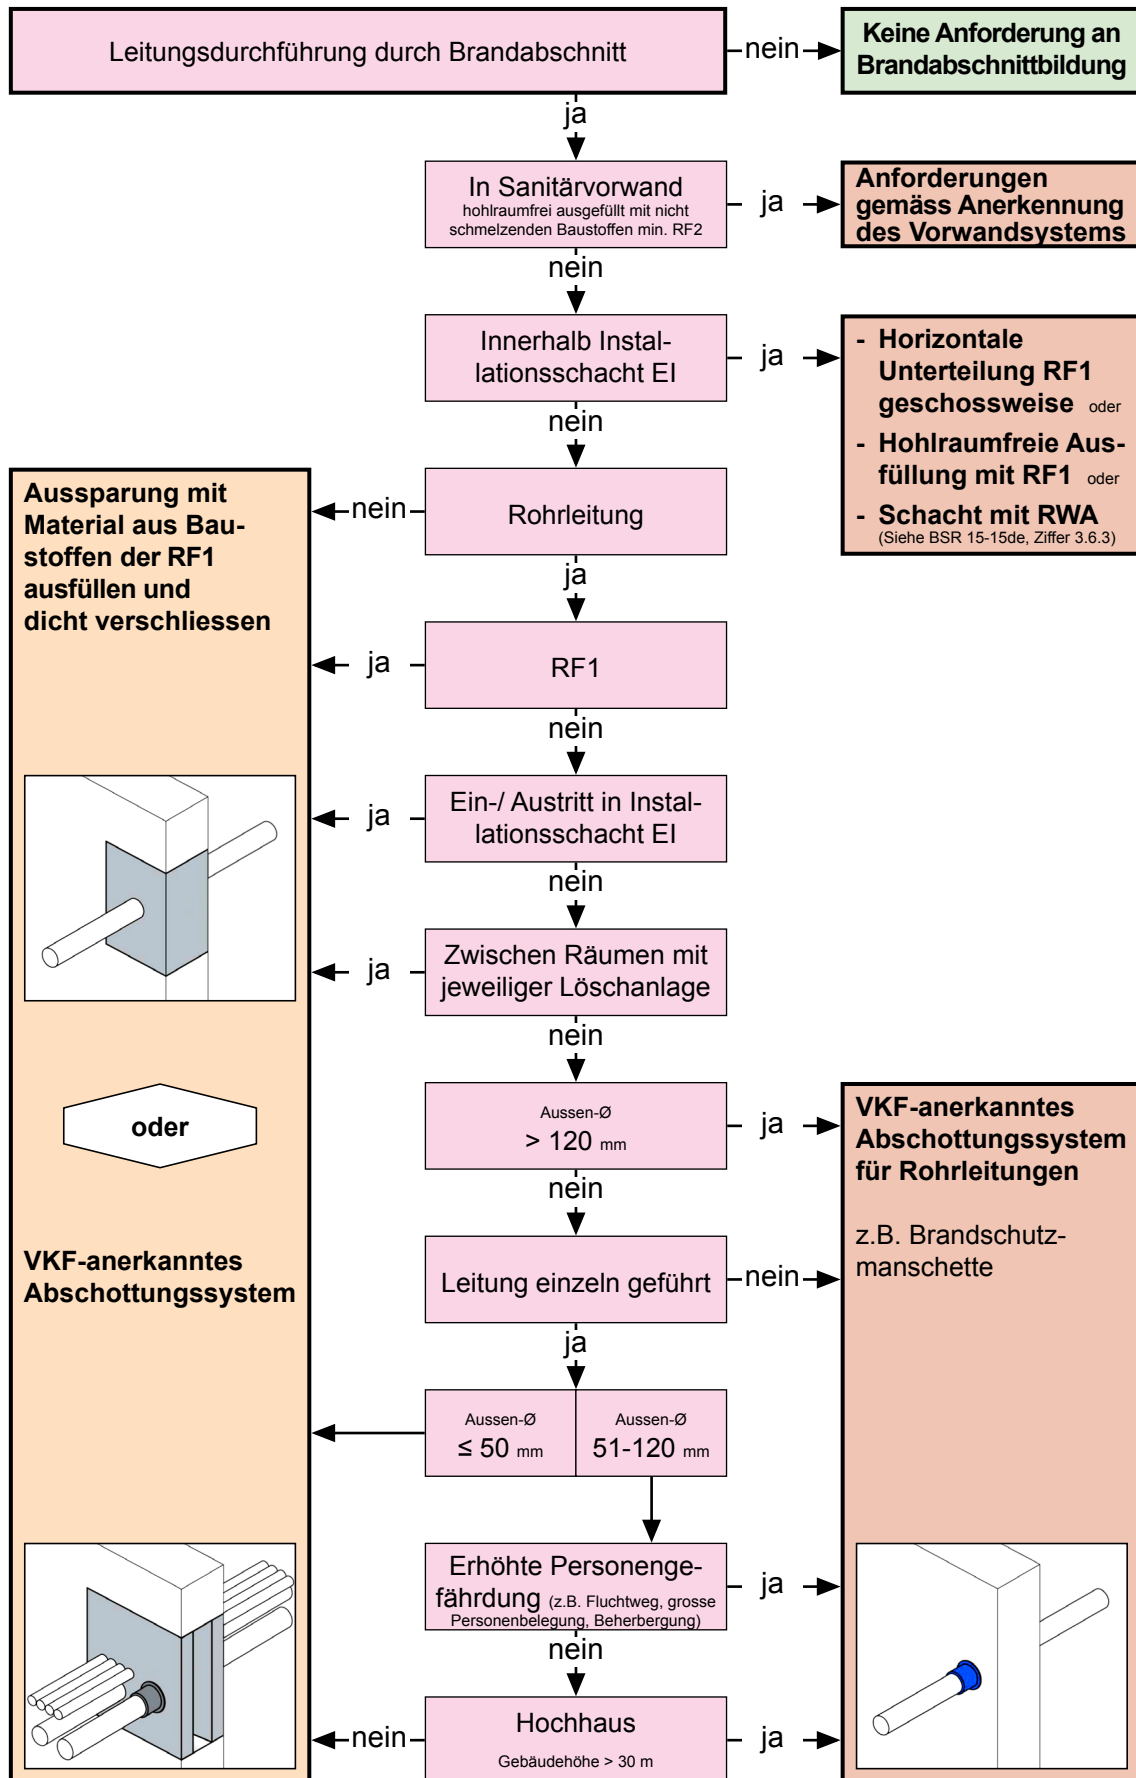 Leitungsdurchführung durch Brandabschnitt
nein
Keine Anforderung an
Brandabschnittbildung
ja
In Sanitärvorwand
hohlraumfrei ausgefüllt mit nicht
schmelzenden Baustoffen min. RF2
ja
Anforderungen
gemäss Anerkennung
des Vorwandsystems
nein
Innerhalb Instal-
lationsschacht EI
ja
- Horizontale
Unterteilung RF1
geschossweise oder
- Hohlraumfreie Aus-
füllung mit RF1 oder
- Schacht mit RWA
(Siehe BSR 15-15de, Ziffer 3.6.3)
nein
Rohrleitung
nein
Aussparung mit
Material aus Bau-
stoffen der RF1
ausfüllen und
dicht verschliessen
ja
RF1
ja
nein
Ein-/ Austritt in Instal-
lationsschacht EI
ja
nein
Zwischen Räumen mit
jeweiliger Löschanlage
ja
nein
Aussen-Ø
> 120 mm
ja
oder
VKF-anerkanntes
Abschottungssystem
für Rohrleitungen
z.B. Brandschutz-
manschette
nein
Leitung einzeln geführt
nein
VKF-anerkanntes
Abschottungssystem
ja
Aussen-Ø
≤ 50 mm
Aussen-Ø
51-120 mm
Erhöhte Personenge-
fährdung (z.B. Fluchtweg, grosse
Personenbelegung, Beherbergung)
ja
nein
Hochhaus
Gebäudehöhe > 30 m
nein
ja